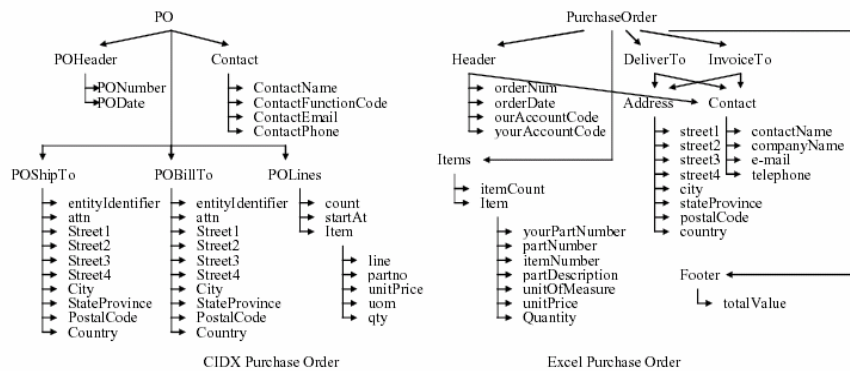 PO
POHeader
Contact
PONumber
PODate
ContactName
ContactFunctionCode
ContactEmail
ContactPhone
POShipTo
POBillTo
POLines
entityIdentifier
attn
Street1
Street2
Street3
Street4
City
StateProvince
PostalCode
Country
entityIdentifier
attn
Street1
Street2
Street3
Street4
City
StateProvince
PostalCode
Country
count
startAt
Item
line
partno
unitPrice
uom
qty
CIDX Purchase Order
PurchaseOrder
Header
DeliverTo
InvoiceTo
orderNum
orderDate
ourAccountCode
yourAccountCode
Address
Contact
street1
street2
street3
street4
city
stateProvince
postalCode
country
contactName
companyName
e-mail
telephone
Items
itemCount
Item
yourPartNumber
partNumber
itemNumber
partDescription
unitOfMeasure
unitPrice
Quantity
Footer
totalValue
Excel Purchase Order